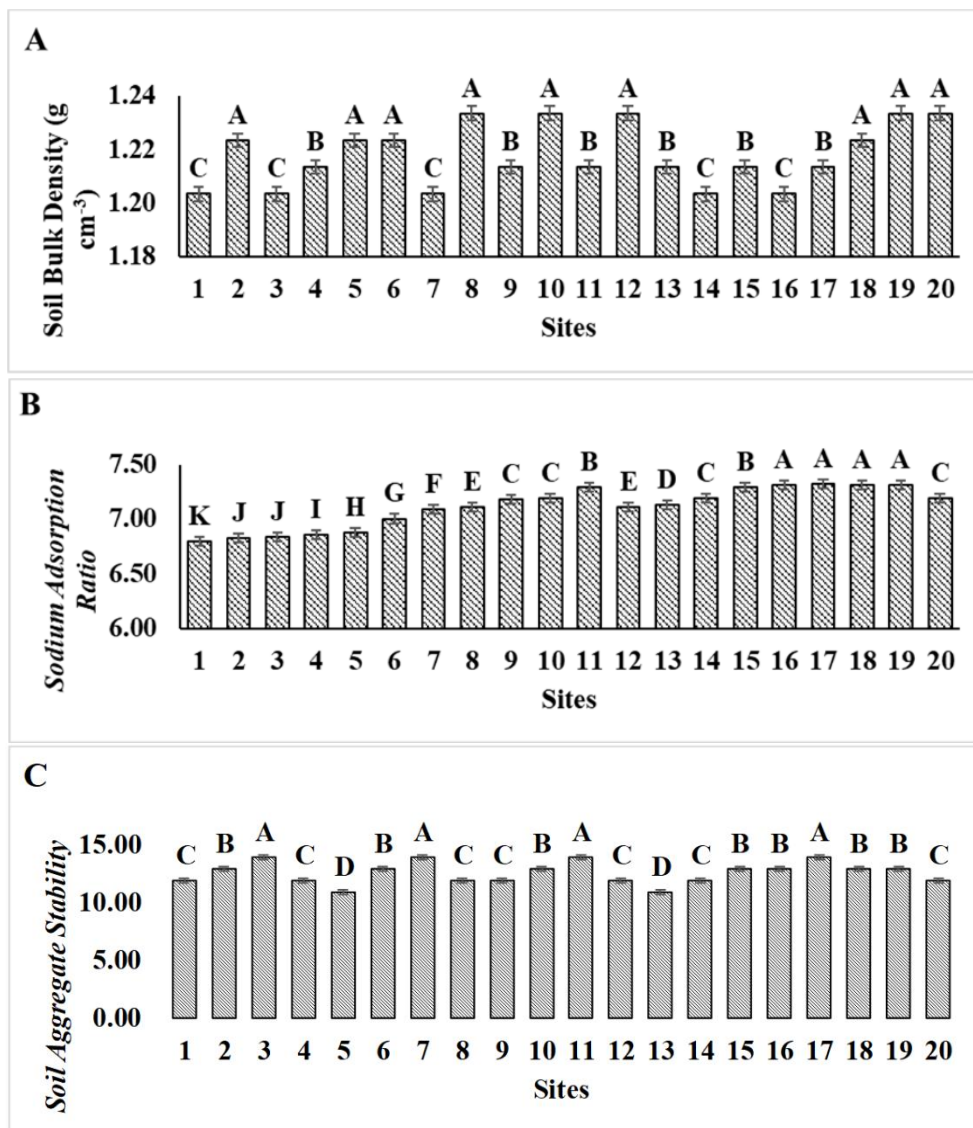 A
Soil Bulk Density (g
cm⁻³)
1.24
1.22
1.20
1.18
C A C B A A C A B A B A B C B C B A A A
1 2 3 4 5 6 7 8 9 10 11 12 13 14 15 16 17 18 19 20
Sites
B
Sodium Adsorption
Ratio
7.50
7.00
6.50
6.00
K J J I H G F E C C B E D C B A A A A C
1 2 3 4 5 6 7 8 9 10 11 12 13 14 15 16 17 18 19 20
Sites
C
Soil Aggregate Stability
15.00
10.00
5.00
0.00
C B A C D B A C C B A C D C B B A B B C
1 2 3 4 5 6 7 8 9 10 11 12 13 14 15 16 17 18 19 20
Sites